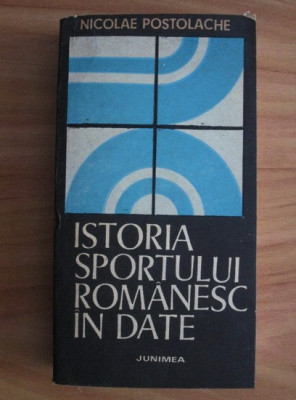 NICOLAE POSTOLACHE
ISTORIA
SPORTULUI
ROMÂNESC
ÎN DATE
JUNIMEA